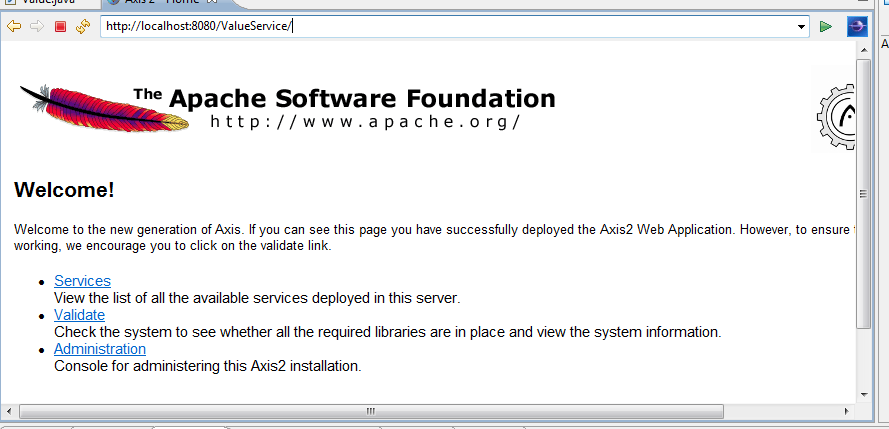 Value.java Axis 2 - Home
http://localhost:8080/ValueService/
The Apache Software Foundation
http://www.apache.org/
Welcome!
Welcome to the new generation of Axis. If you can see this page you have successfully deployed the Axis2 Web Application. However, to ensure
working, we encourage you to click on the validate link.
Services
View the list of all the available services deployed in this server.
Validate
Check the system to see whether all the required libraries are in place and view the system information.
Administration
Console for administering this Axis2 installation.